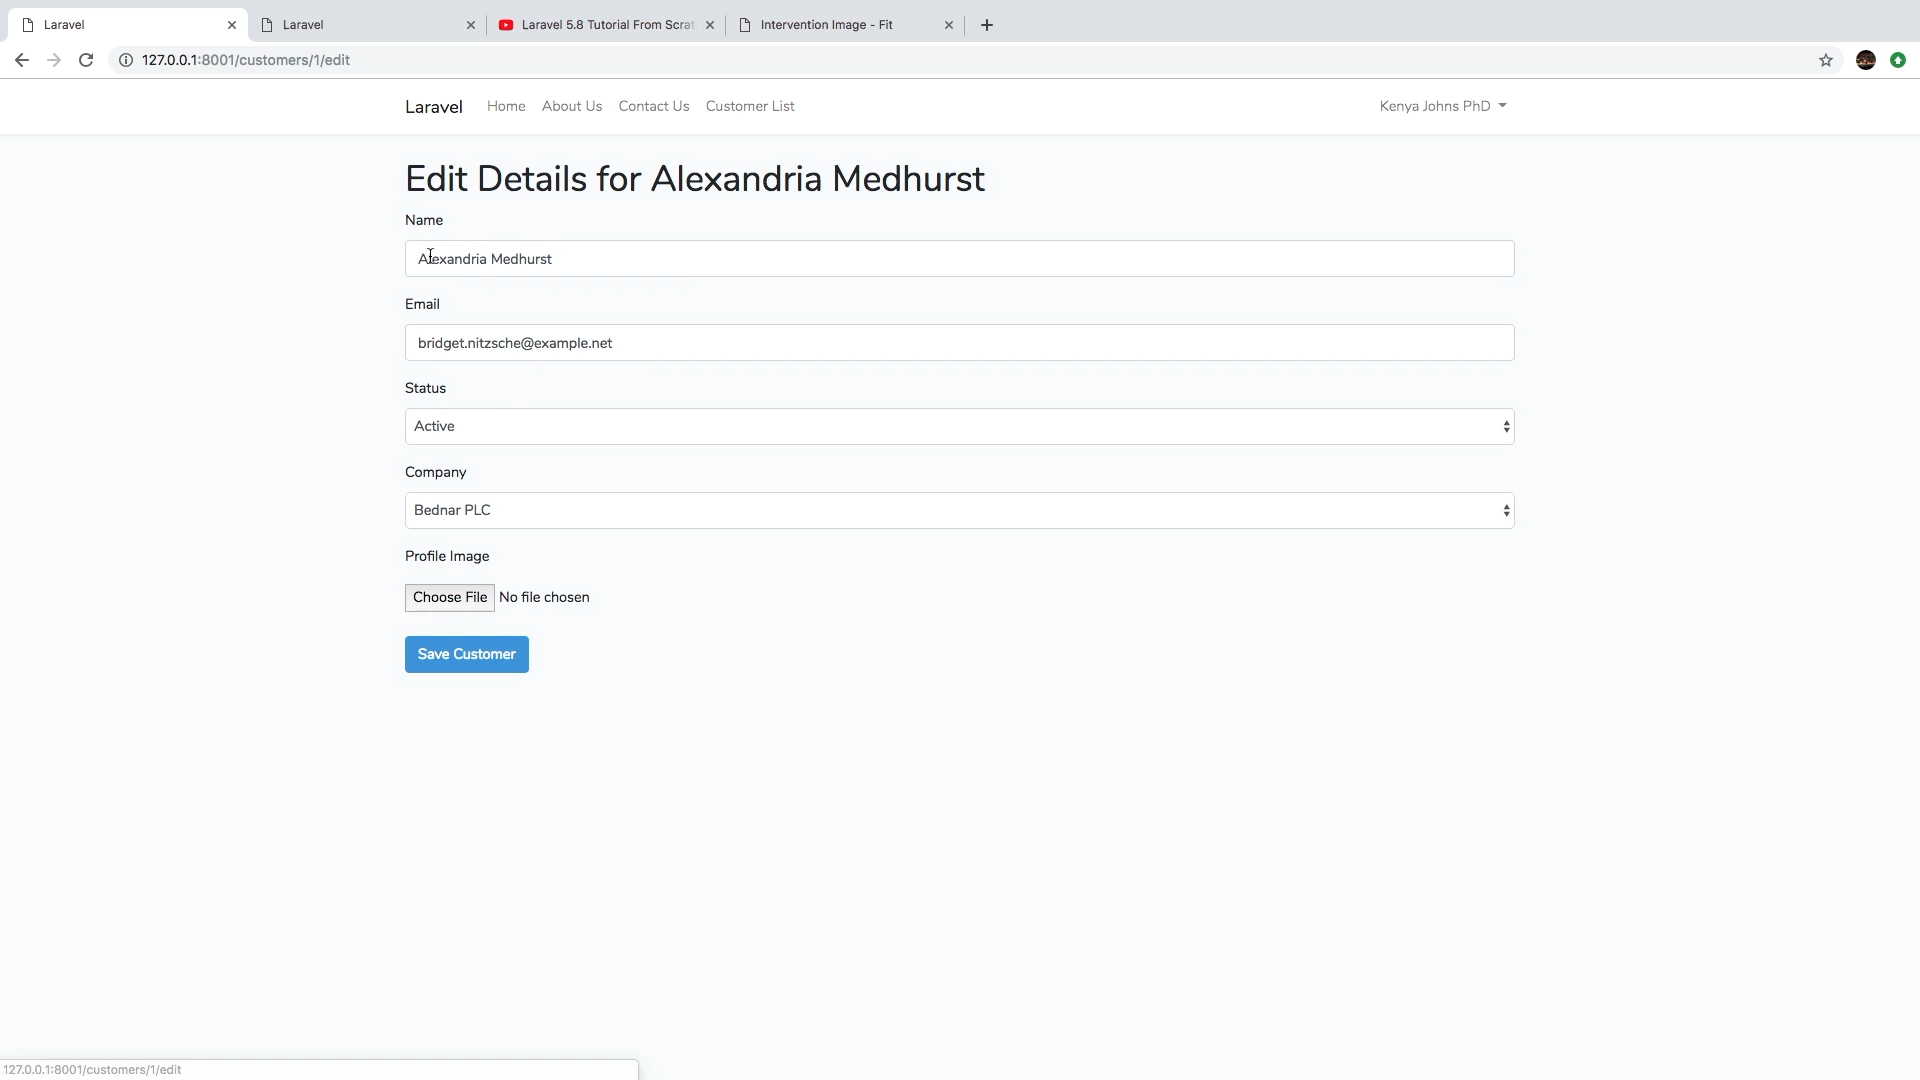 Laravel
Laravel
Laravel 5.8 Tutorial From Scrat
Intervention Image - Fit
127.0.0.1:8001/customers/1/edit
Laravel Home About Us Contact Us Customer List Kenya Johns PhD
Edit Details for Alexandria Medhurst
Name
Alexandria Medhurst
Email
bridget.nitzsche@example.net
Status
Active
Company
Bednar PLC
Profile Image
Choose File No file chosen
Save Customer
127.0.0.1:8001/customers/1/edit